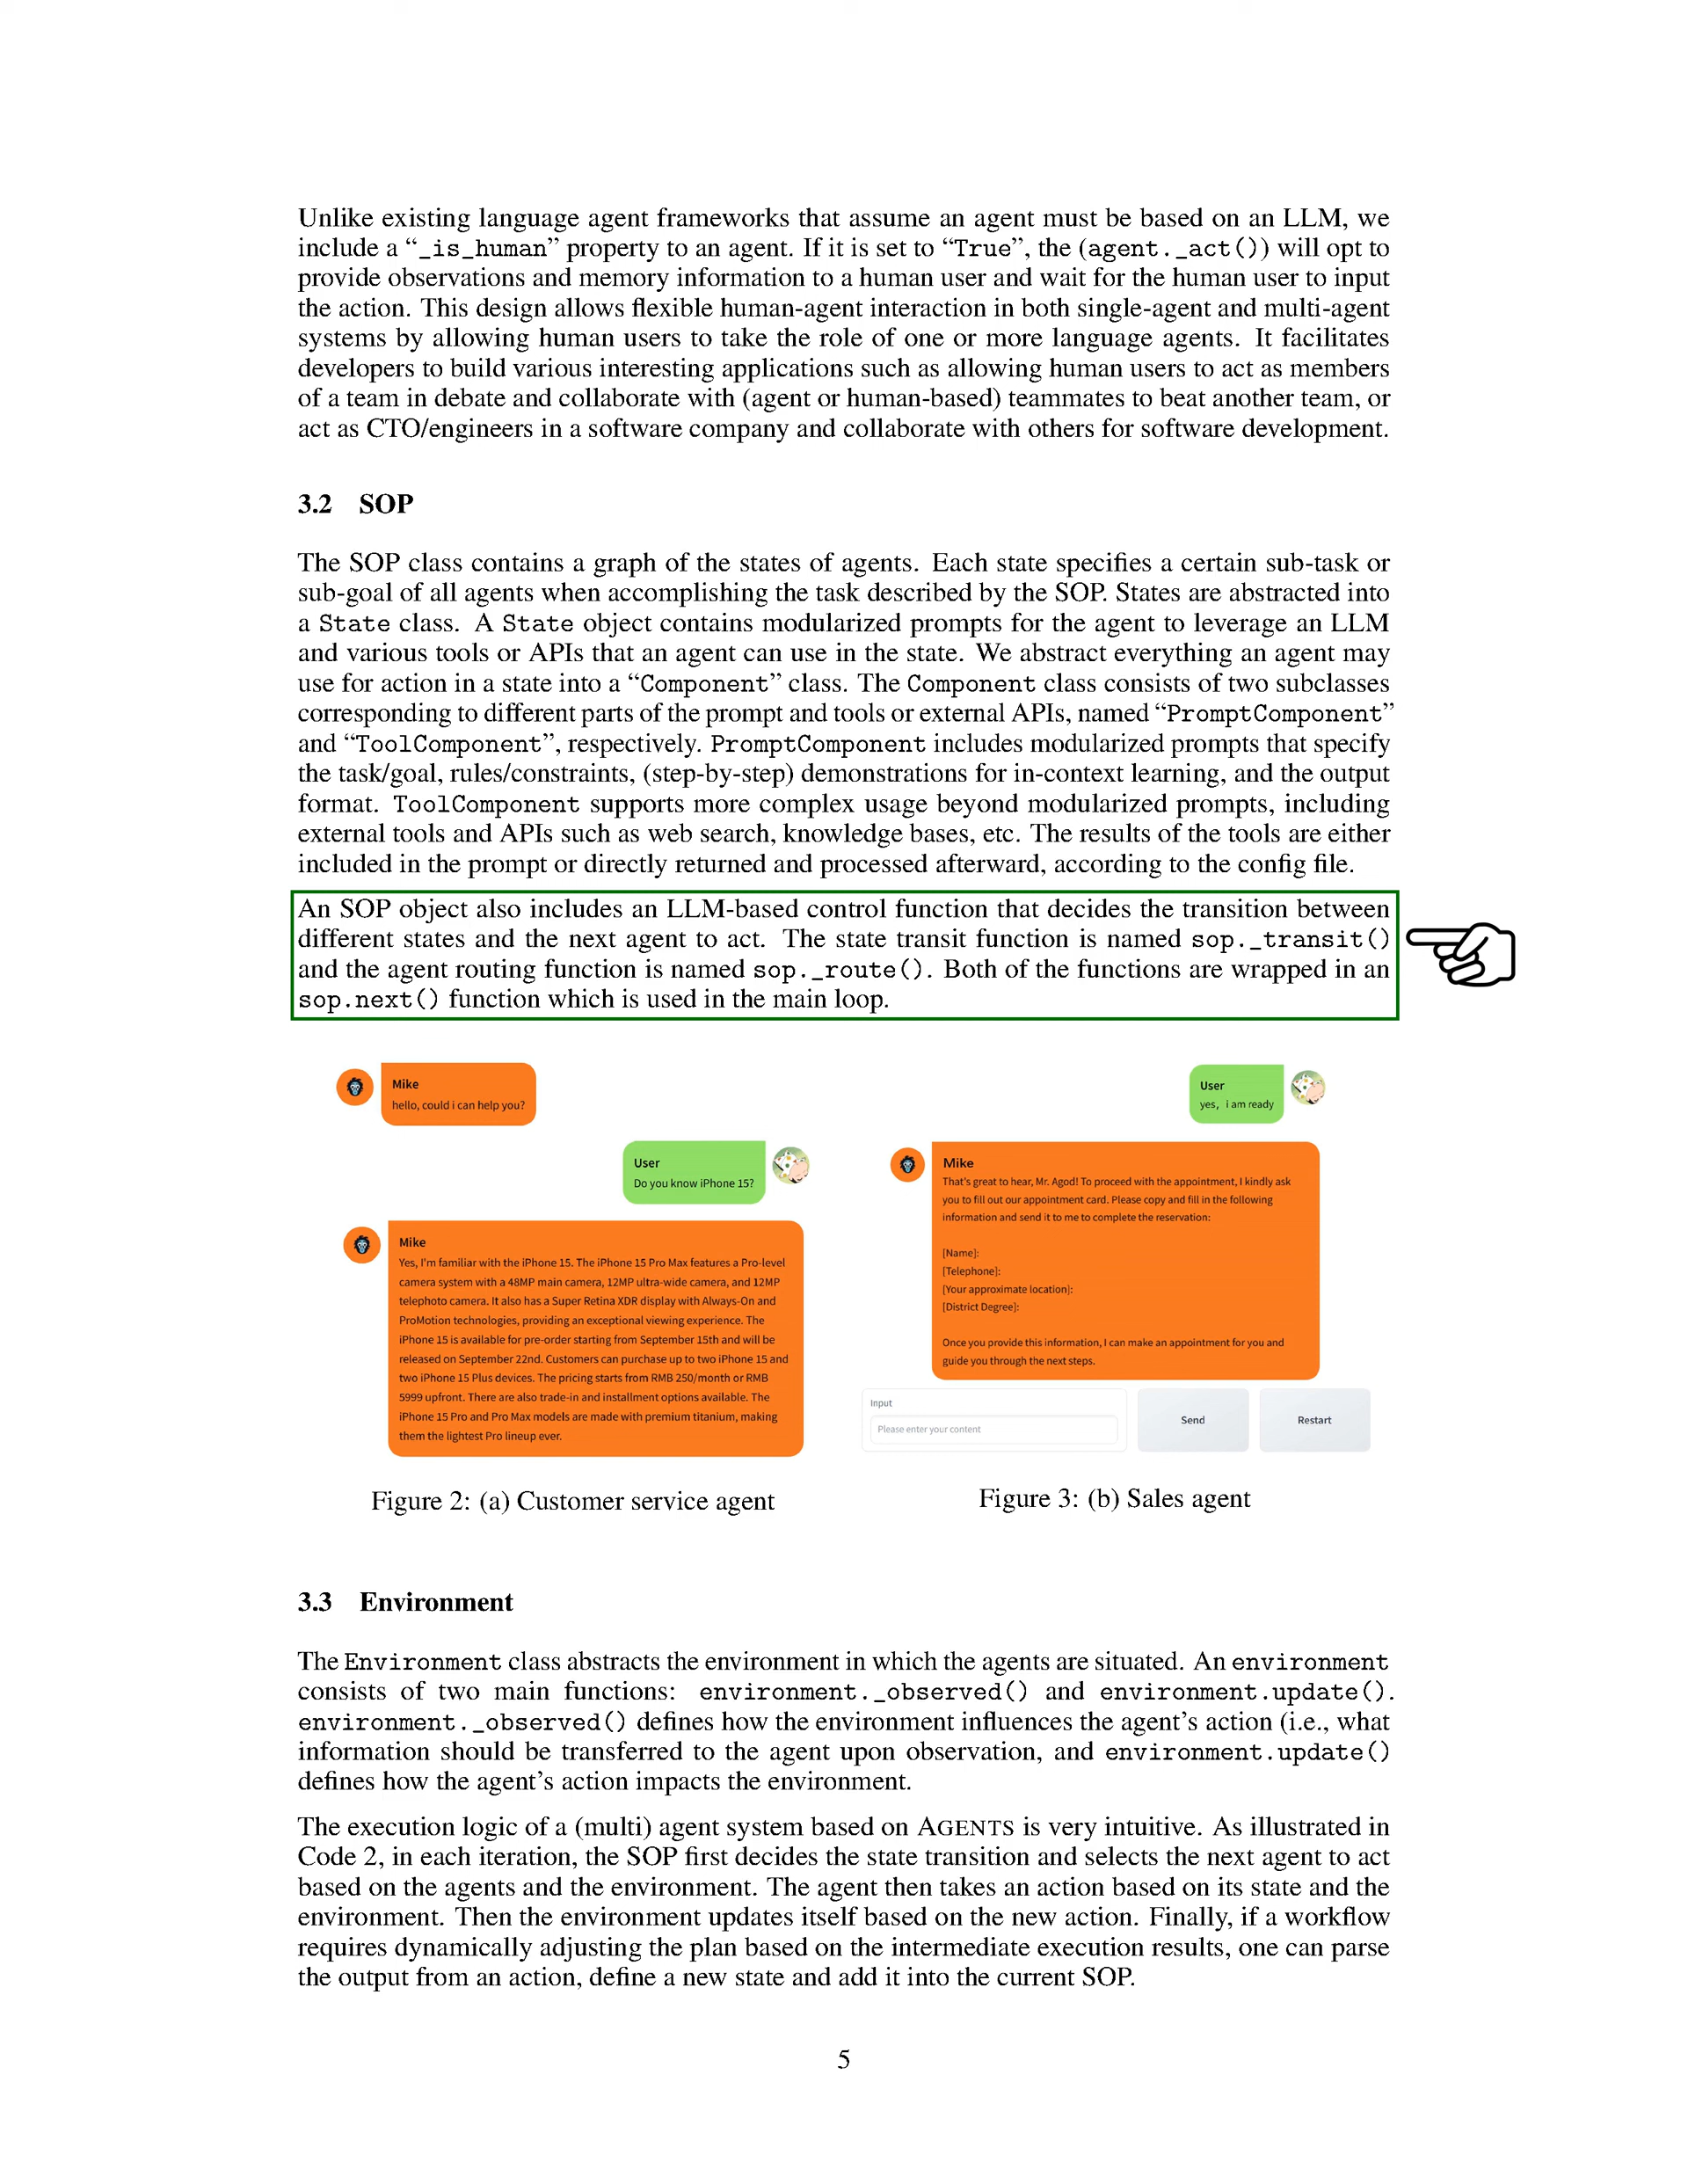 Unlike existing language agent frameworks that assume an agent must be based on an LLM, we
include a “_is_human” property to an agent. If it is set to “True”, the (agent._act()) will opt to
provide observations and memory information to a human user and wait for the human user to input
the action. This design allows flexible human-agent interaction in both single-agent and multi-agent
systems by allowing human users to take the role of one or more language agents. It facilitates
developers to build various interesting applications such as allowing human users to act as members
of a team in debate and collaborate with (agent or human-based) teammates to beat another team, or
act as CTO/engineers in a software company and collaborate with others for software development.
3.2 SOP
The SOP class contains a graph of the states of agents. Each state specifies a certain sub-task or
sub-goal of all agents when accomplishing the task described by the SOP. States are abstracted into
a State class. A State object contains modularized prompts for the agent to leverage an LLM
and various tools or APIs that an agent can use in the state. We abstract everything an agent may
use for action in a state into a “Component” class. The Component class consists of two subclasses
corresponding to different parts of the prompt and tools or external APIs, named “PromptComponent”
and “ToolComponent”, respectively. PromptComponent includes modularized prompts that specify
the task/goal, rules/constraints, (step-by-step) demonstrations for in-context learning, and the output
format. ToolComponent supports more complex usage beyond modularized prompts, including
external tools and APIs such as web search, knowledge bases, etc. The results of the tools are either
included in the prompt or directly returned and processed afterward, according to the config file.
An SOP object also includes an LLM-based control function that decides the transition between
different states and the next agent to act. The state transit function is named sop._transit()
and the agent routing function is named sop._route(). Both of the functions are wrapped in an
sop.next() function which is used in the main loop.
Mike
hello, could i can help you?
User
Do you know iPhone 15?
Mike
Yes, I'm familiar with the iPhone 15. The iPhone 15 Pro Max features a Pro-level
camera system with a 48MP main camera, 12MP ultra-wide camera, and 12MP
telephoto camera. It also has a Super Retina XDR display with Always-On and
ProMotion technologies, providing an exceptional viewing experience. The
iPhone 15 is available for pre-order starting from September 15th and will be
released on September 22nd. Customers can purchase up to two iPhone 15 and
two iPhone 15 Plus devices. The pricing starts from RMB 250/month or RMB
5999 upfront. There are also trade-in and installment options available. The
iPhone 15 Pro and Pro Max models are made with premium titanium, making
them the lightest Pro lineup ever.
Figure 2: (a) Customer service agent
User
yes, i am ready
Mike
That's great to hear, Mr. Agod! To proceed with the appointment, I kindly ask
you to fill out our appointment card. Please copy and fill in the following
information and send it to me to complete the reservation:
[Name]:
[Telephone]:
[Your approximate location]:
[District Degree]:
Once you provide this information, I can make an appointment for you and
guide you through the next steps.
Input
Please enter your content
Send
Restart
Figure 3: (b) Sales agent
3.3 Environment
The Environment class abstracts the environment in which the agents are situated. An environment
consists of two main functions: environment._observed() and environment.update().
environment._observed() defines how the environment influences the agent’s action (i.e., what
information should be transferred to the agent upon observation, and environment.update()
defines how the agent’s action impacts the environment.
The execution logic of a (multi) agent system based on AGENTS is very intuitive. As illustrated in
Code 2, in each iteration, the SOP first decides the state transition and selects the next agent to act
based on the agents and the environment. The agent then takes an action based on its state and the
environment. Then the environment updates itself based on the new action. Finally, if a workflow
requires dynamically adjusting the plan based on the intermediate execution results, one can parse
the output from an action, define a new state and add it into the current SOP.
5